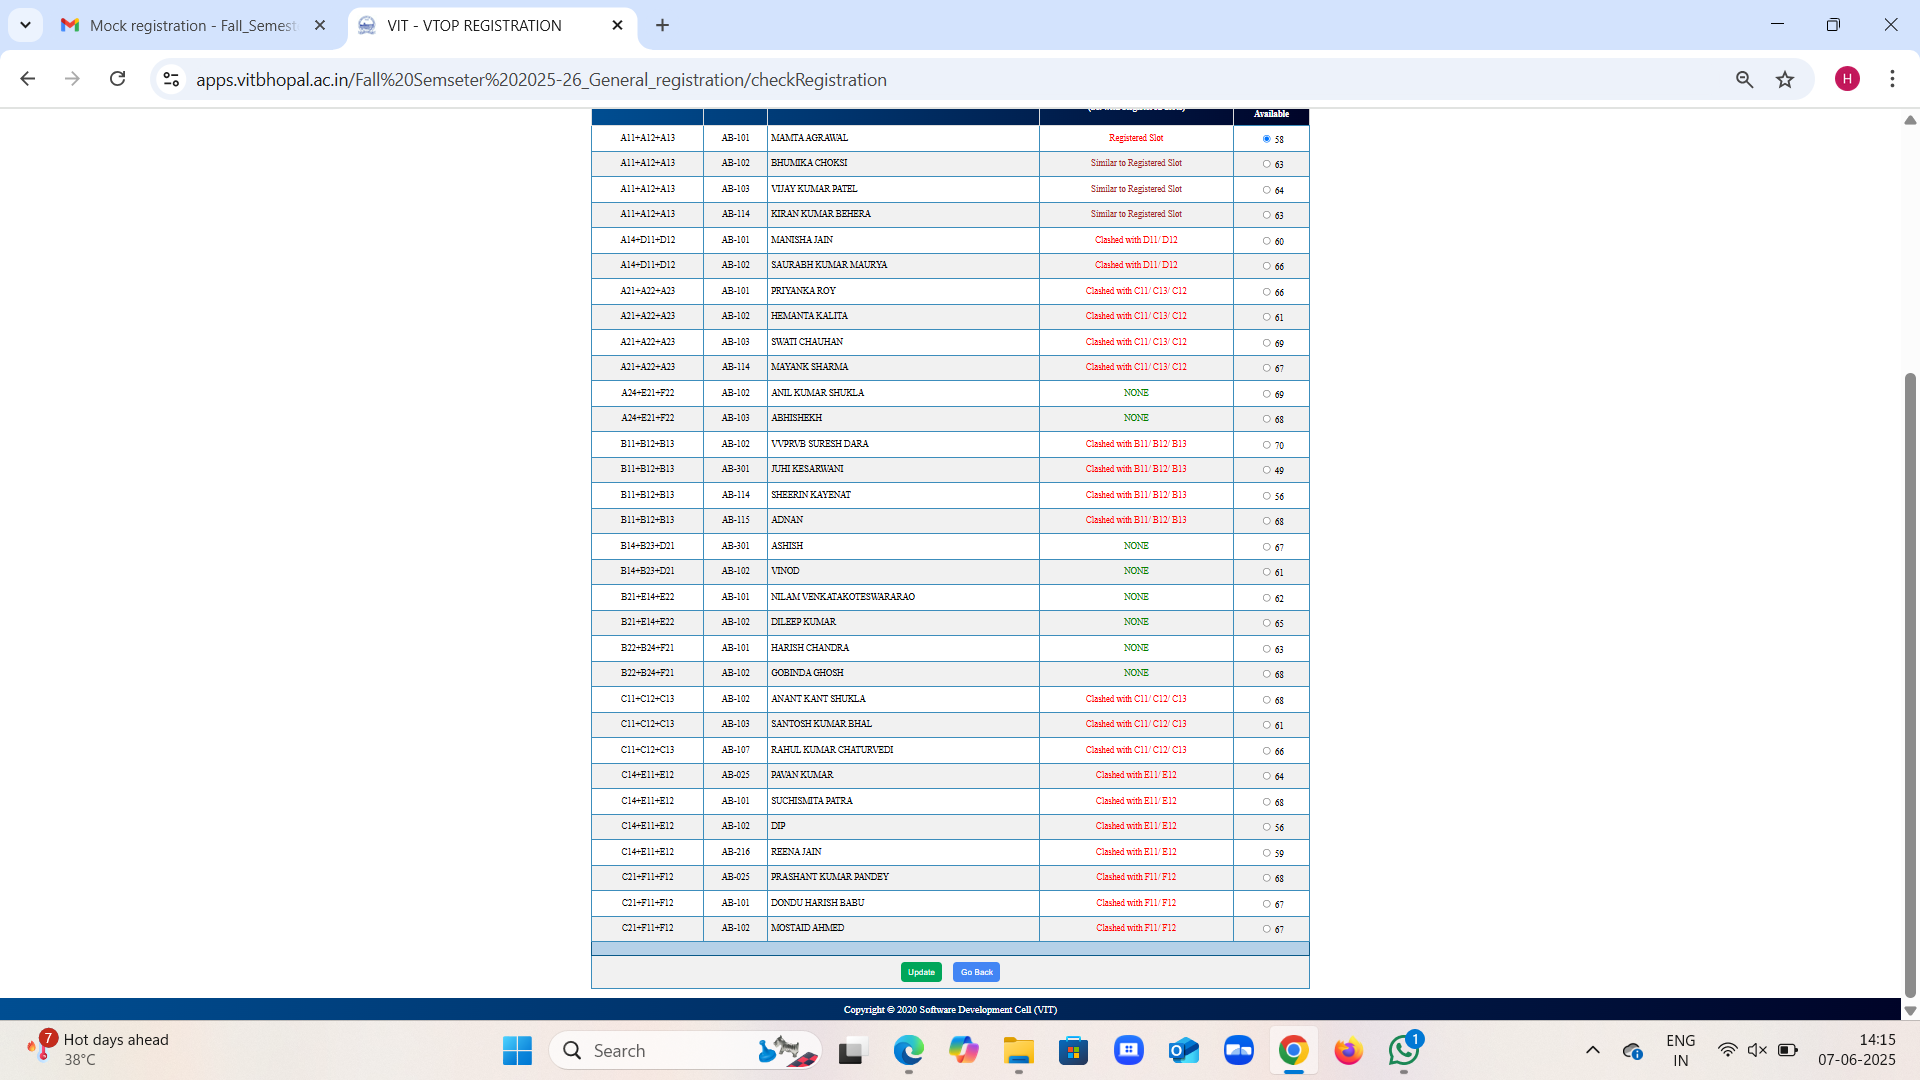 Mock registration - Fall_Semest
VIT - VTOP REGISTRATION
apps.vitbhopal.ac.in/Fall%20Semseter%202025-26_General_registration/checkRegistration
H
Available
A11+A12+A13 AB-101 MAMTA AGRAWAL Registered Slot 58
A11+A12+A13 AB-102 BHUMIKA CHOKSI Similar to Registered Slot 63
A11+A12+A13 AB-103 VIJAY KUMAR PATEL Similar to Registered Slot 64
A11+A12+A13 AB-114 KIRAN KUMAR BEHERA Similar to Registered Slot 63
A14+D11+D12 AB-101 MANISHA JAIN Clashed with D11/ D12 60
A14+D11+D12 AB-102 SAURABH KUMAR MAURYA Clashed with D11/ D12 66
A21+A22+A23 AB-101 PRIYANKA ROY Clashed with C11/ C13/ C12 66
A21+A22+A23 AB-102 HEMANTA KALITA Clashed with C11/ C13/ C12 61
A21+A22+A23 AB-103 SWATI CHAUHAN Clashed with C11/ C13/ C12 69
A21+A22+A23 AB-114 MAYANK SHARMA Clashed with C11/ C13/ C12 67
A24+E21+F22 AB-102 ANIL KUMAR SHUKLA NONE 69
A24+E21+F22 AB-103 ABHISHEKH NONE 68
B11+B12+B13 AB-102 VVPRVB SURESH DARA Clashed with B11/ B12/ B13 70
B11+B12+B13 AB-301 JUHI KESARWANI Clashed with B11/ B12/ B13 49
B11+B12+B13 AB-114 SHEERIN KAYENAT Clashed with B11/ B12/ B13 56
B11+B12+B13 AB-115 ADNAN Clashed with B11/ B12/ B13 68
B14+B23+D21 AB-301 ASHISH NONE 67
B14+B23+D21 AB-102 VINOD NONE 61
B21+E14+E22 AB-101 NILAM VENKATAKOTESWARARAO NONE 62
B21+E14+E22 AB-102 DILEEP KUMAR NONE 65
B22+B24+F21 AB-101 HARISH CHANDRA NONE 63
B22+B24+F21 AB-102 GOBINDA GHOSH NONE 68
C11+C12+C13 AB-102 ANANT KANT SHUKLA Clashed with C11/ C12/ C13 68
C11+C12+C13 AB-103 SANTOSH KUMAR BHAL Clashed with C11/ C12/ C13 61
C11+C12+C13 AB-107 RAHUL KUMAR CHATURVEDI Clashed with C11/ C12/ C13 66
C14+E11+E12 AB-025 PAVAN KUMAR Clashed with E11/ E12 64
C14+E11+E12 AB-101 SUCHISMITA PATRA Clashed with E11/ E12 68
C14+E11+E12 AB-102 DIP Clashed with E11/ E12 56
C14+E11+E12 AB-216 REENA JAIN Clashed with E11/ E12 59
C21+F11+F12 AB-025 PRASHANT KUMAR PANDEY Clashed with F11/ F12 68
C21+F11+F12 AB-101 DONDU HARISH BABU Clashed with F11/ F12 67
C21+F11+F12 AB-102 MOSTAID AHMED Clashed with F11/ F12 67
Update Go Back
Copyright © 2020 Software Development Cell (VIT)
7
Hot days ahead
38°C
Search
1
ENG
IN
14:15
07-06-2025